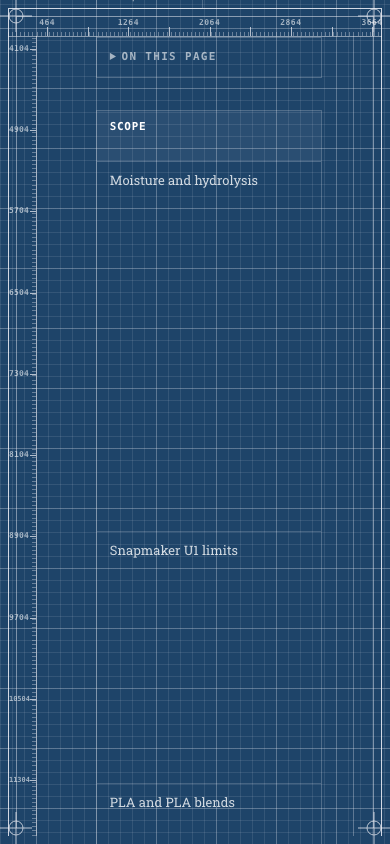 464 1264 2064 2864 3664
4104
▶ ON THIS PAGE
SCOPE
4904
Moisture and hydrolysis
5704
6504
7304
8104
8904
Snapmaker U1 limits
9704
10504
11304
PLA and PLA blends